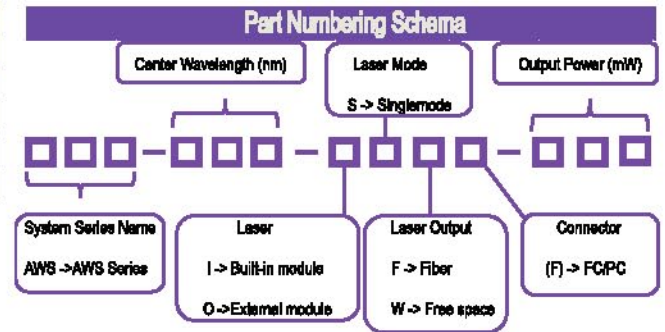 Part Numbering Schema
Center Wavelength (nm)
Laser Mode
S -> Singlemode
Output Power (mW)
System Series Name
AWS ->AWS Series
Laser
I -> Built-in module
O ->External module
Laser Output
F -> Fiber
W -> Free space
Connector
(F) -> FC/PC